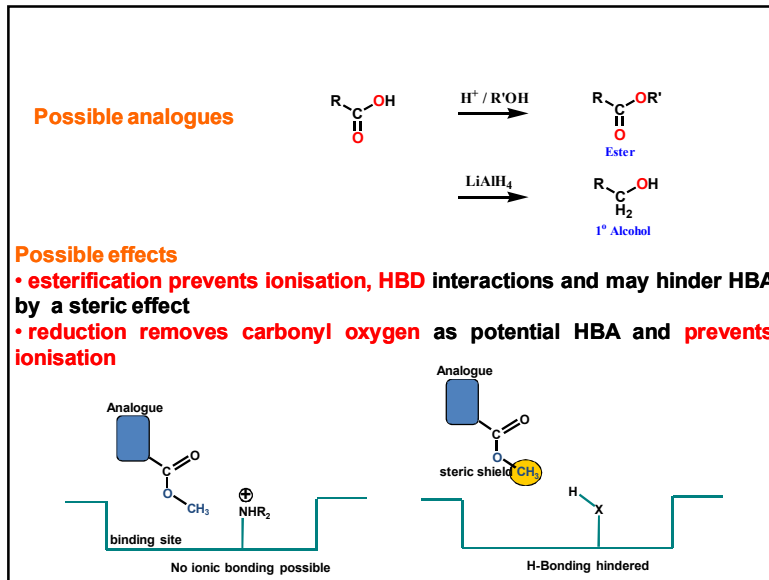 Possible analogues
R C OH O
H+ / R'OH
R C OR' O
Ester
LiAlH4
R C H2 OH
1o Alcohol
Possible effects
• esterification prevents ionisation, HBD interactions and may hinder HBA
by a steric effect
• reduction removes carbonyl oxygen as potential HBA and prevents
ionisation
Analogue
C O
O
CH3
⊕
NHR2
binding site
No ionic bonding possible
Analogue
C O
O
steric shield CH3
H
X
H-Bonding hindered